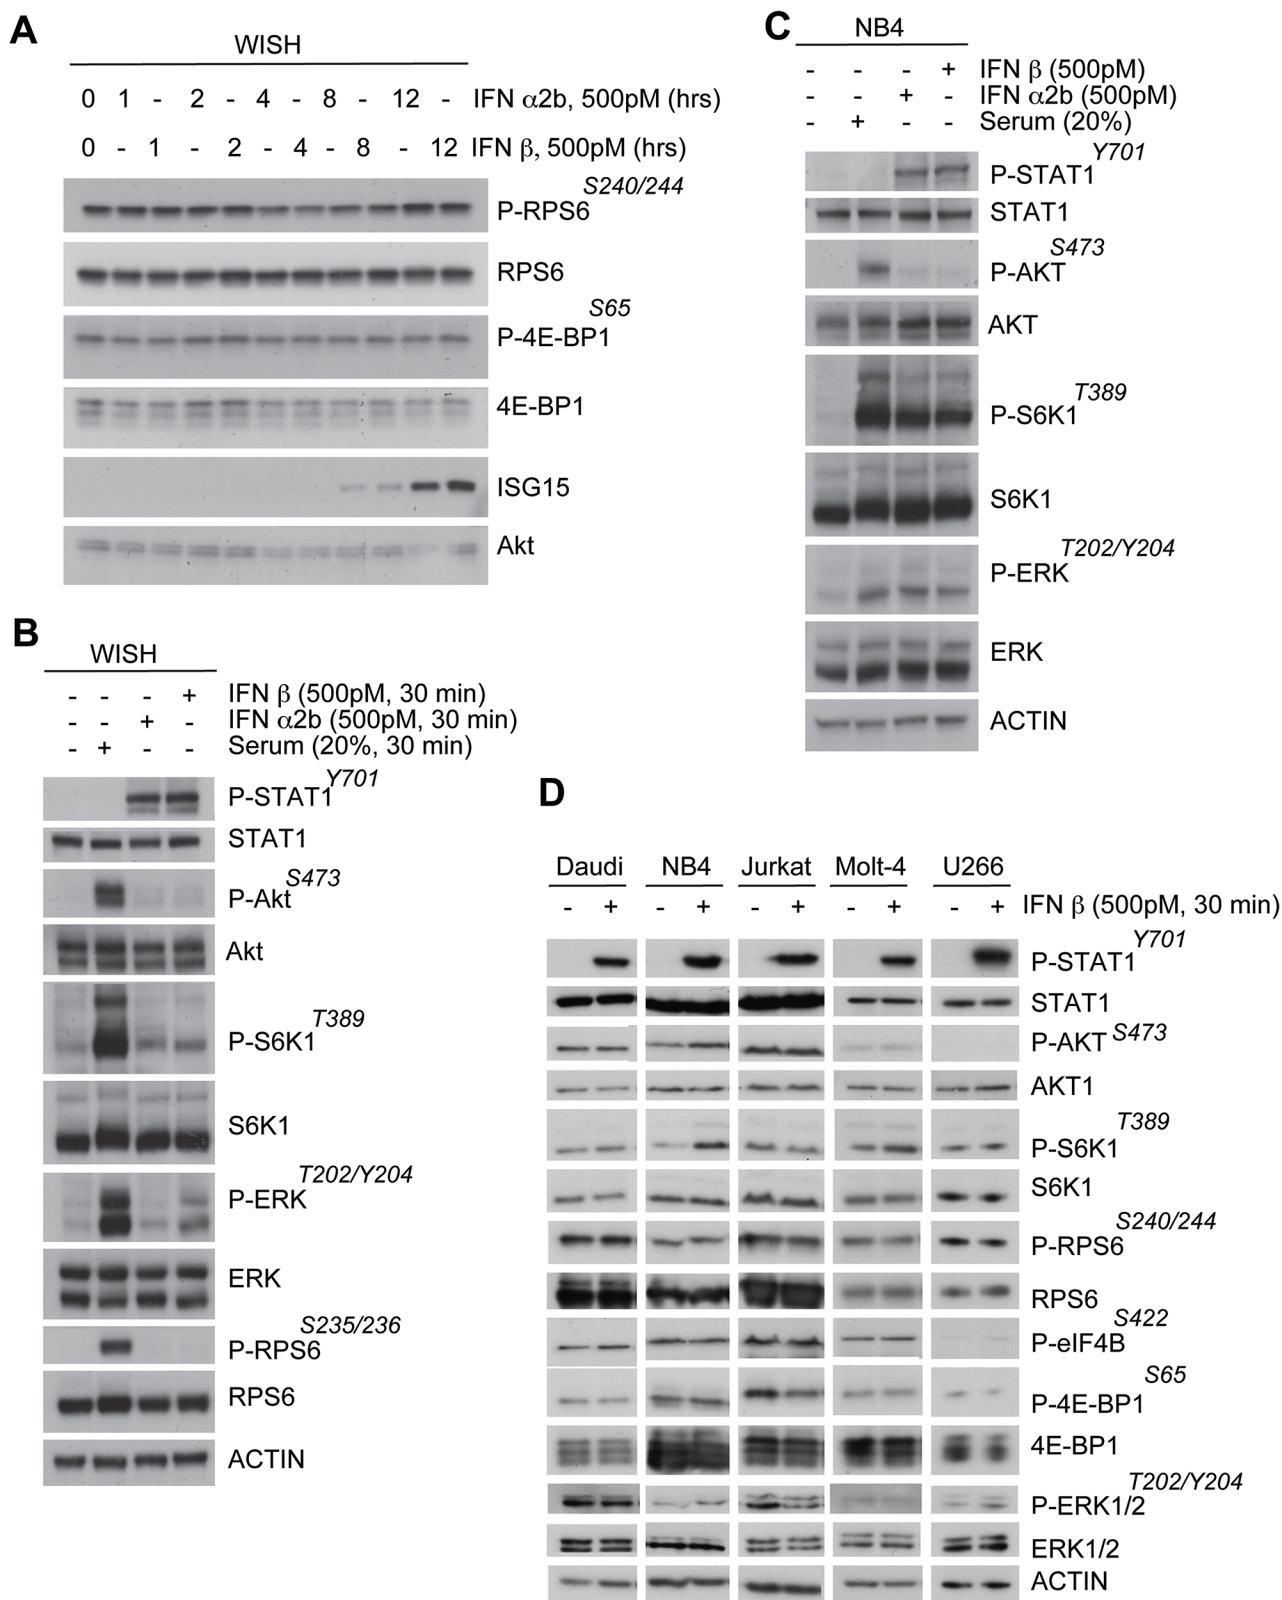 A
WISH
0 1 - 2 - 4 - 8 - 12 - IFN α2b, 500pM (hrs)
0 - 1 - 2 - 4 - 8 - 12 IFN β, 500pM (hrs)
P-RPS6 S240/244
RPS6
P-4E-BP1 S65
4E-BP1
ISG15
Akt
B
WISH
- - - + IFN β (500pM, 30 min)
- - + - IFN α2b (500pM, 30 min)
- + - - Serum (20%, 30 min)
P-STAT1 Y701
STAT1
P-Akt S473
Akt
P-S6K1 T389
S6K1
P-ERK T202/Y204
ERK
P-RPS6 S235/236
RPS6
ACTIN
C
NB4
- - - + IFN β (500pM)
- - + - IFN α2b (500pM)
- + - - Serum (20%)
P-STAT1 Y701
STAT1
P-AKT S473
AKT
P-S6K1 T389
S6K1
P-ERK T202/Y204
ERK
ACTIN
D
Daudi NB4 Jurkat Molt-4 U266
- + - + - + - + - + IFN β (500pM, 30 min)
P-STAT1 Y701
STAT1
P-AKT S473
AKT1
P-S6K1 T389
S6K1
P-RPS6 S240/244
RPS6
P-eIF4B S422
P-4E-BP1 S65
4E-BP1
P-ERK1/2 T202/Y204
ERK1/2
ACTIN